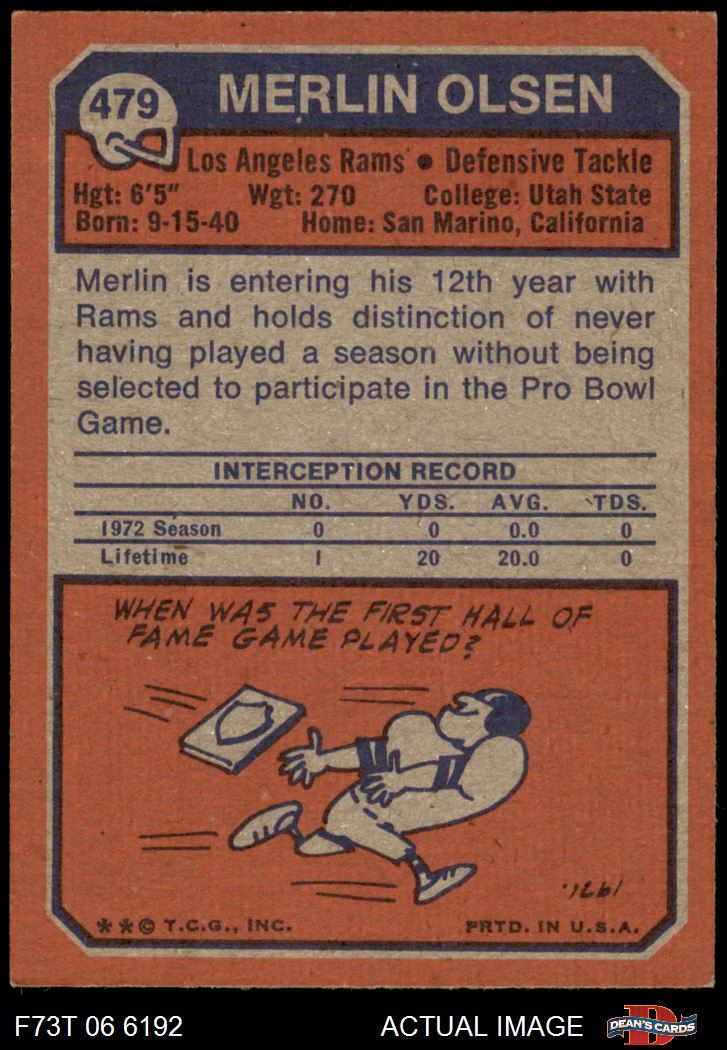 479
MERLIN OLSEN
Los Angeles Rams • Defensive Tackle
Hgt: 6'5" Wgt: 270 College: Utah State
Born: 9-15-40 Home: San Marino, California
Merlin is entering his 12th year with
Rams and holds distinction of never
having played a season without being
selected to participate in the Pro Bowl
Game.
INTERCEPTION RECORD
NO. YDS. AVG. TDS.
1972 Season 0 0 0.0 0
Lifetime 1 20 20.0 0
WHEN WAS THE FIRST HALL OF
FAME GAME PLAYED?
1971.
**© T.C.G., INC. PRTD. IN U.S.A.
F73T 06 6192 ACTUAL IMAGE
D
DEAN'S CARDS